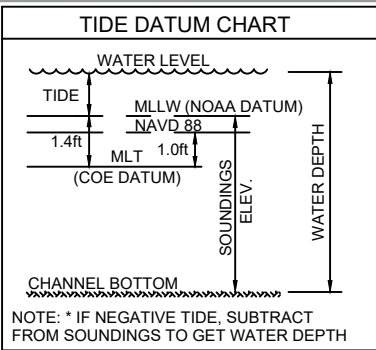 TIDE DATUM CHART
WATER LEVEL
TIDE
MLLW (NOAA DATUM)
NAVD 88
1.4ft
1.0ft
MLT
(COE DATUM)
SOUNDINGS
ELEV.
WATER DEPTH
CHANNEL BOTTOM
NOTE: * IF NEGATIVE TIDE, SUBTRACT
FROM SOUNDINGS TO GET WATER DEPTH